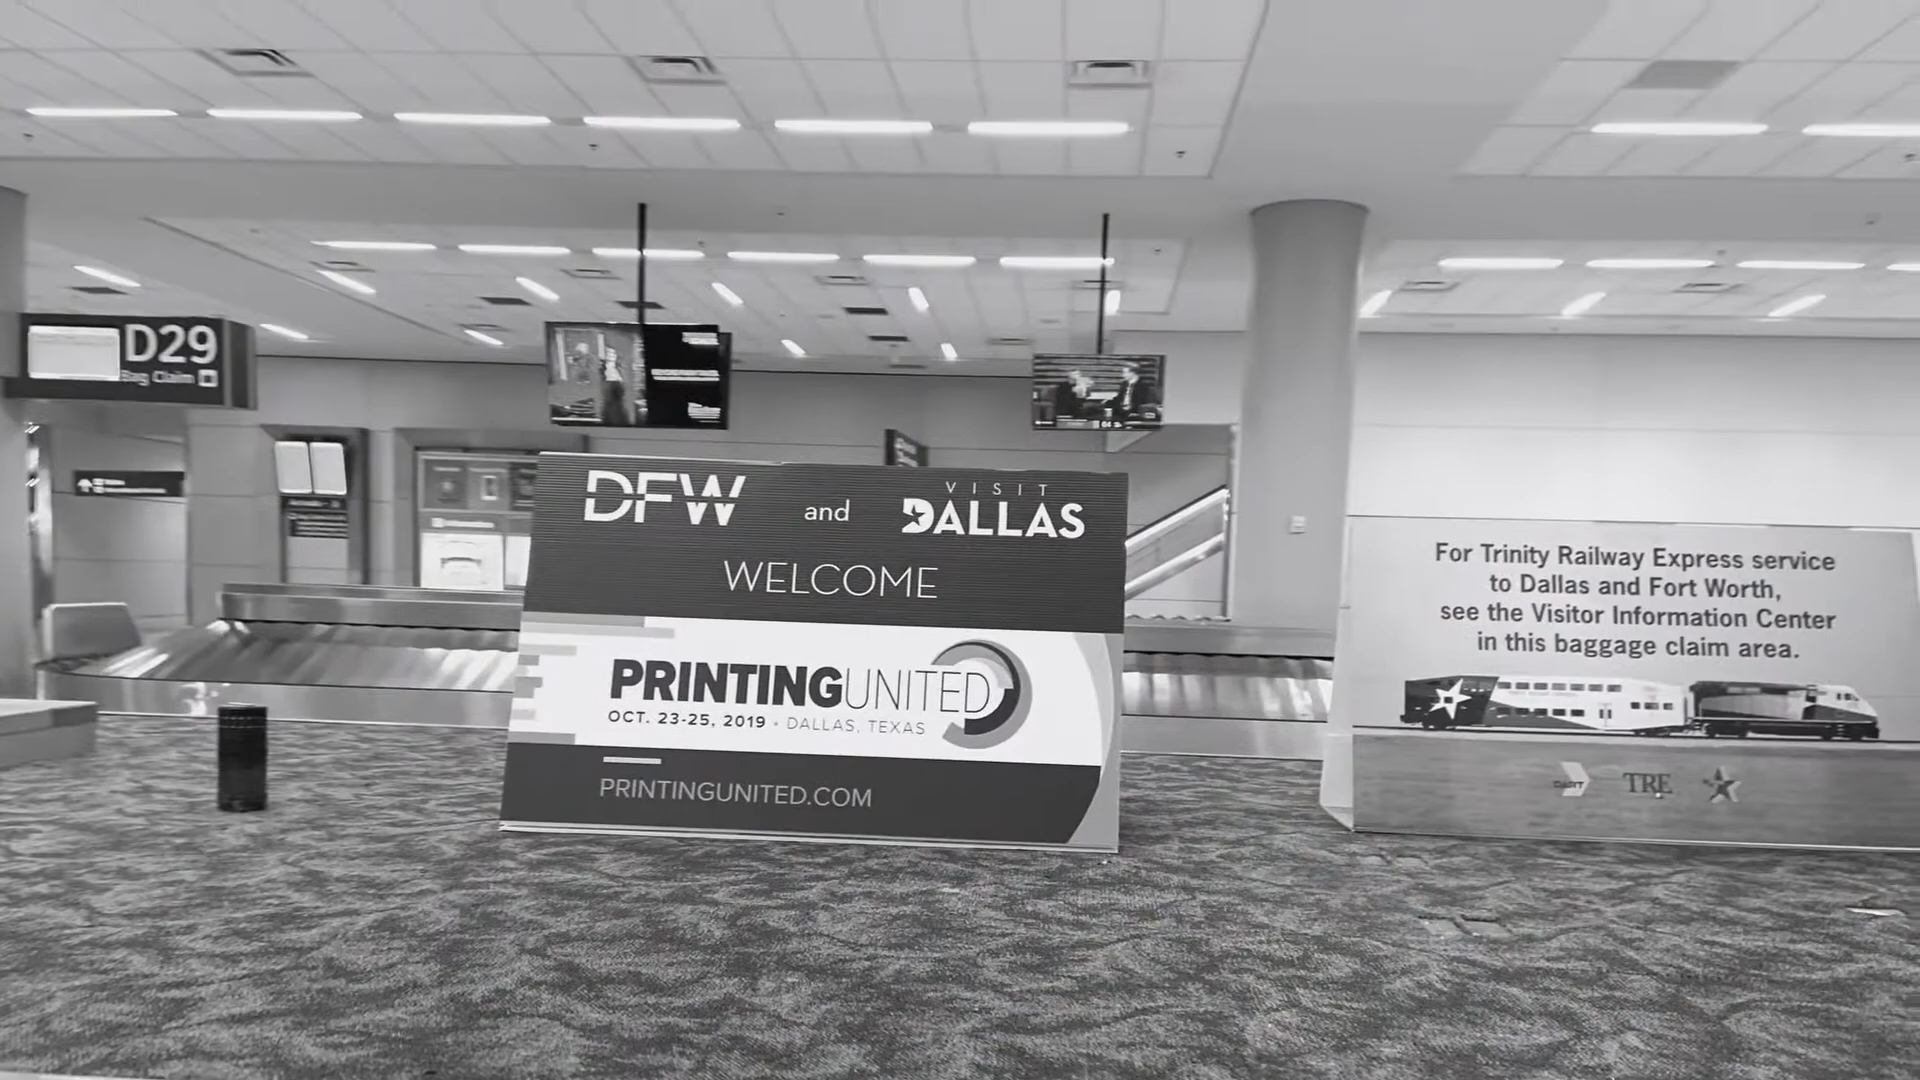 D29
Bag Claim
DFW and VISIT DALLAS
WELCOME
PRINTINGUNITED
OCT. 23-25, 2019 • DALLAS, TEXAS
PRINTINGUNITED.COM
For Trinity Railway Express service
to Dallas and Fort Worth,
see the Visitor Information Center
in this baggage claim area.
DART TRE